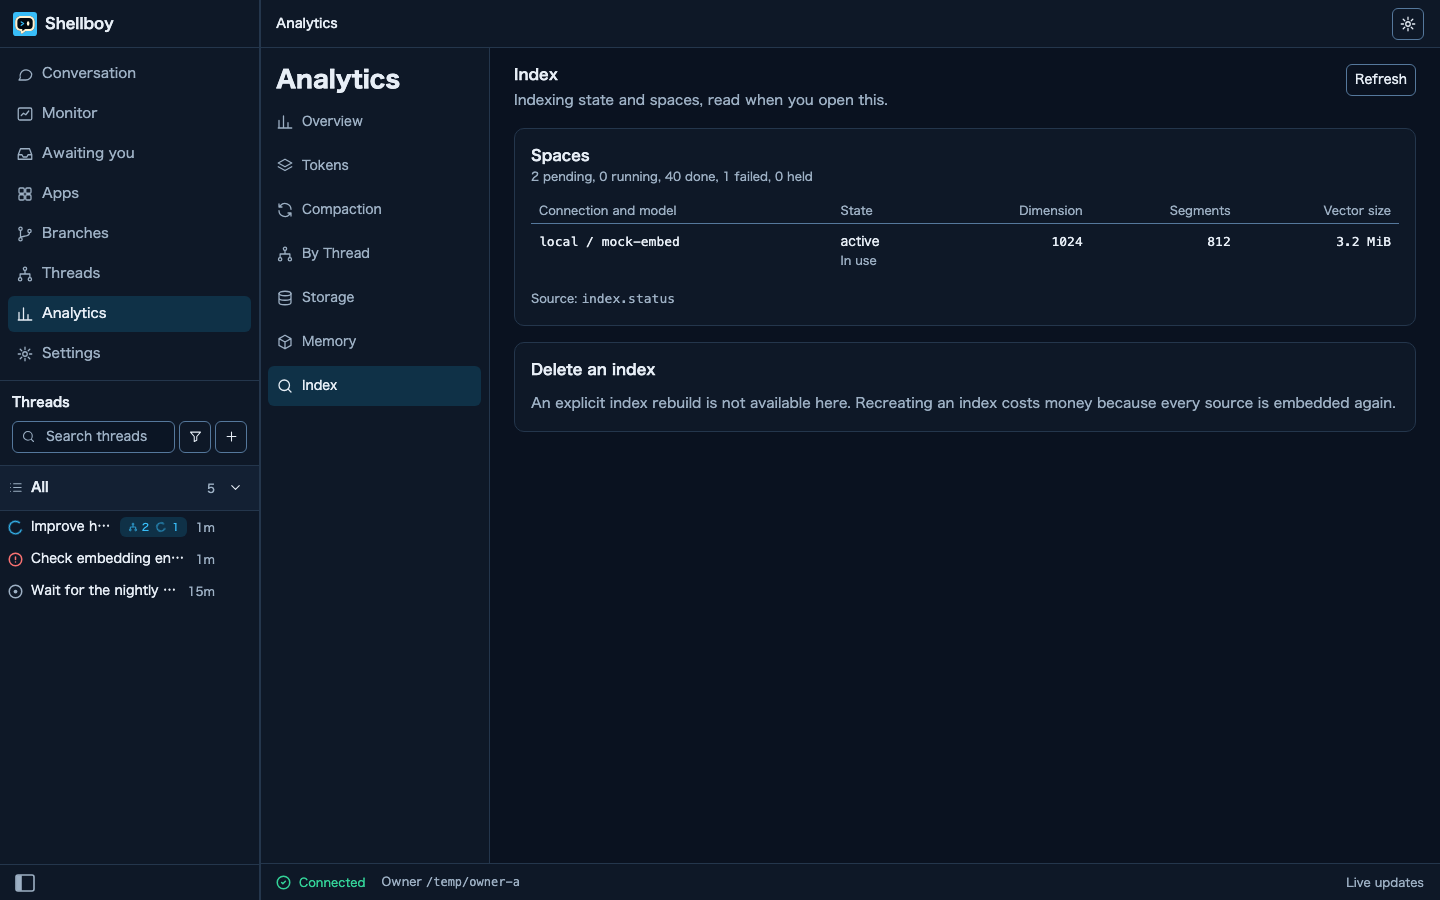 Shellboy
Analytics
Conversation
Monitor
Awaiting you
Apps
Branches
Threads
Analytics
Settings
Threads
Search threads
All 5
Improve h··· 2 1 1m
Check embedding en··· 1m
Wait for the nightly ··· 15m
Analytics
Overview
Tokens
Compaction
By Thread
Storage
Memory
Index
Index
Refresh
Indexing state and spaces, read when you open this.
Spaces
2 pending, 0 running, 40 done, 1 failed, 0 held
Connection and model State Dimension Segments Vector size
local / mock-embed active 1024 812 3.2 MiB
In use
Source: index.status
Delete an index
An explicit index rebuild is not available here. Recreating an index costs money because every source is embedded again.
Connected Owner /temp/owner-a Live updates